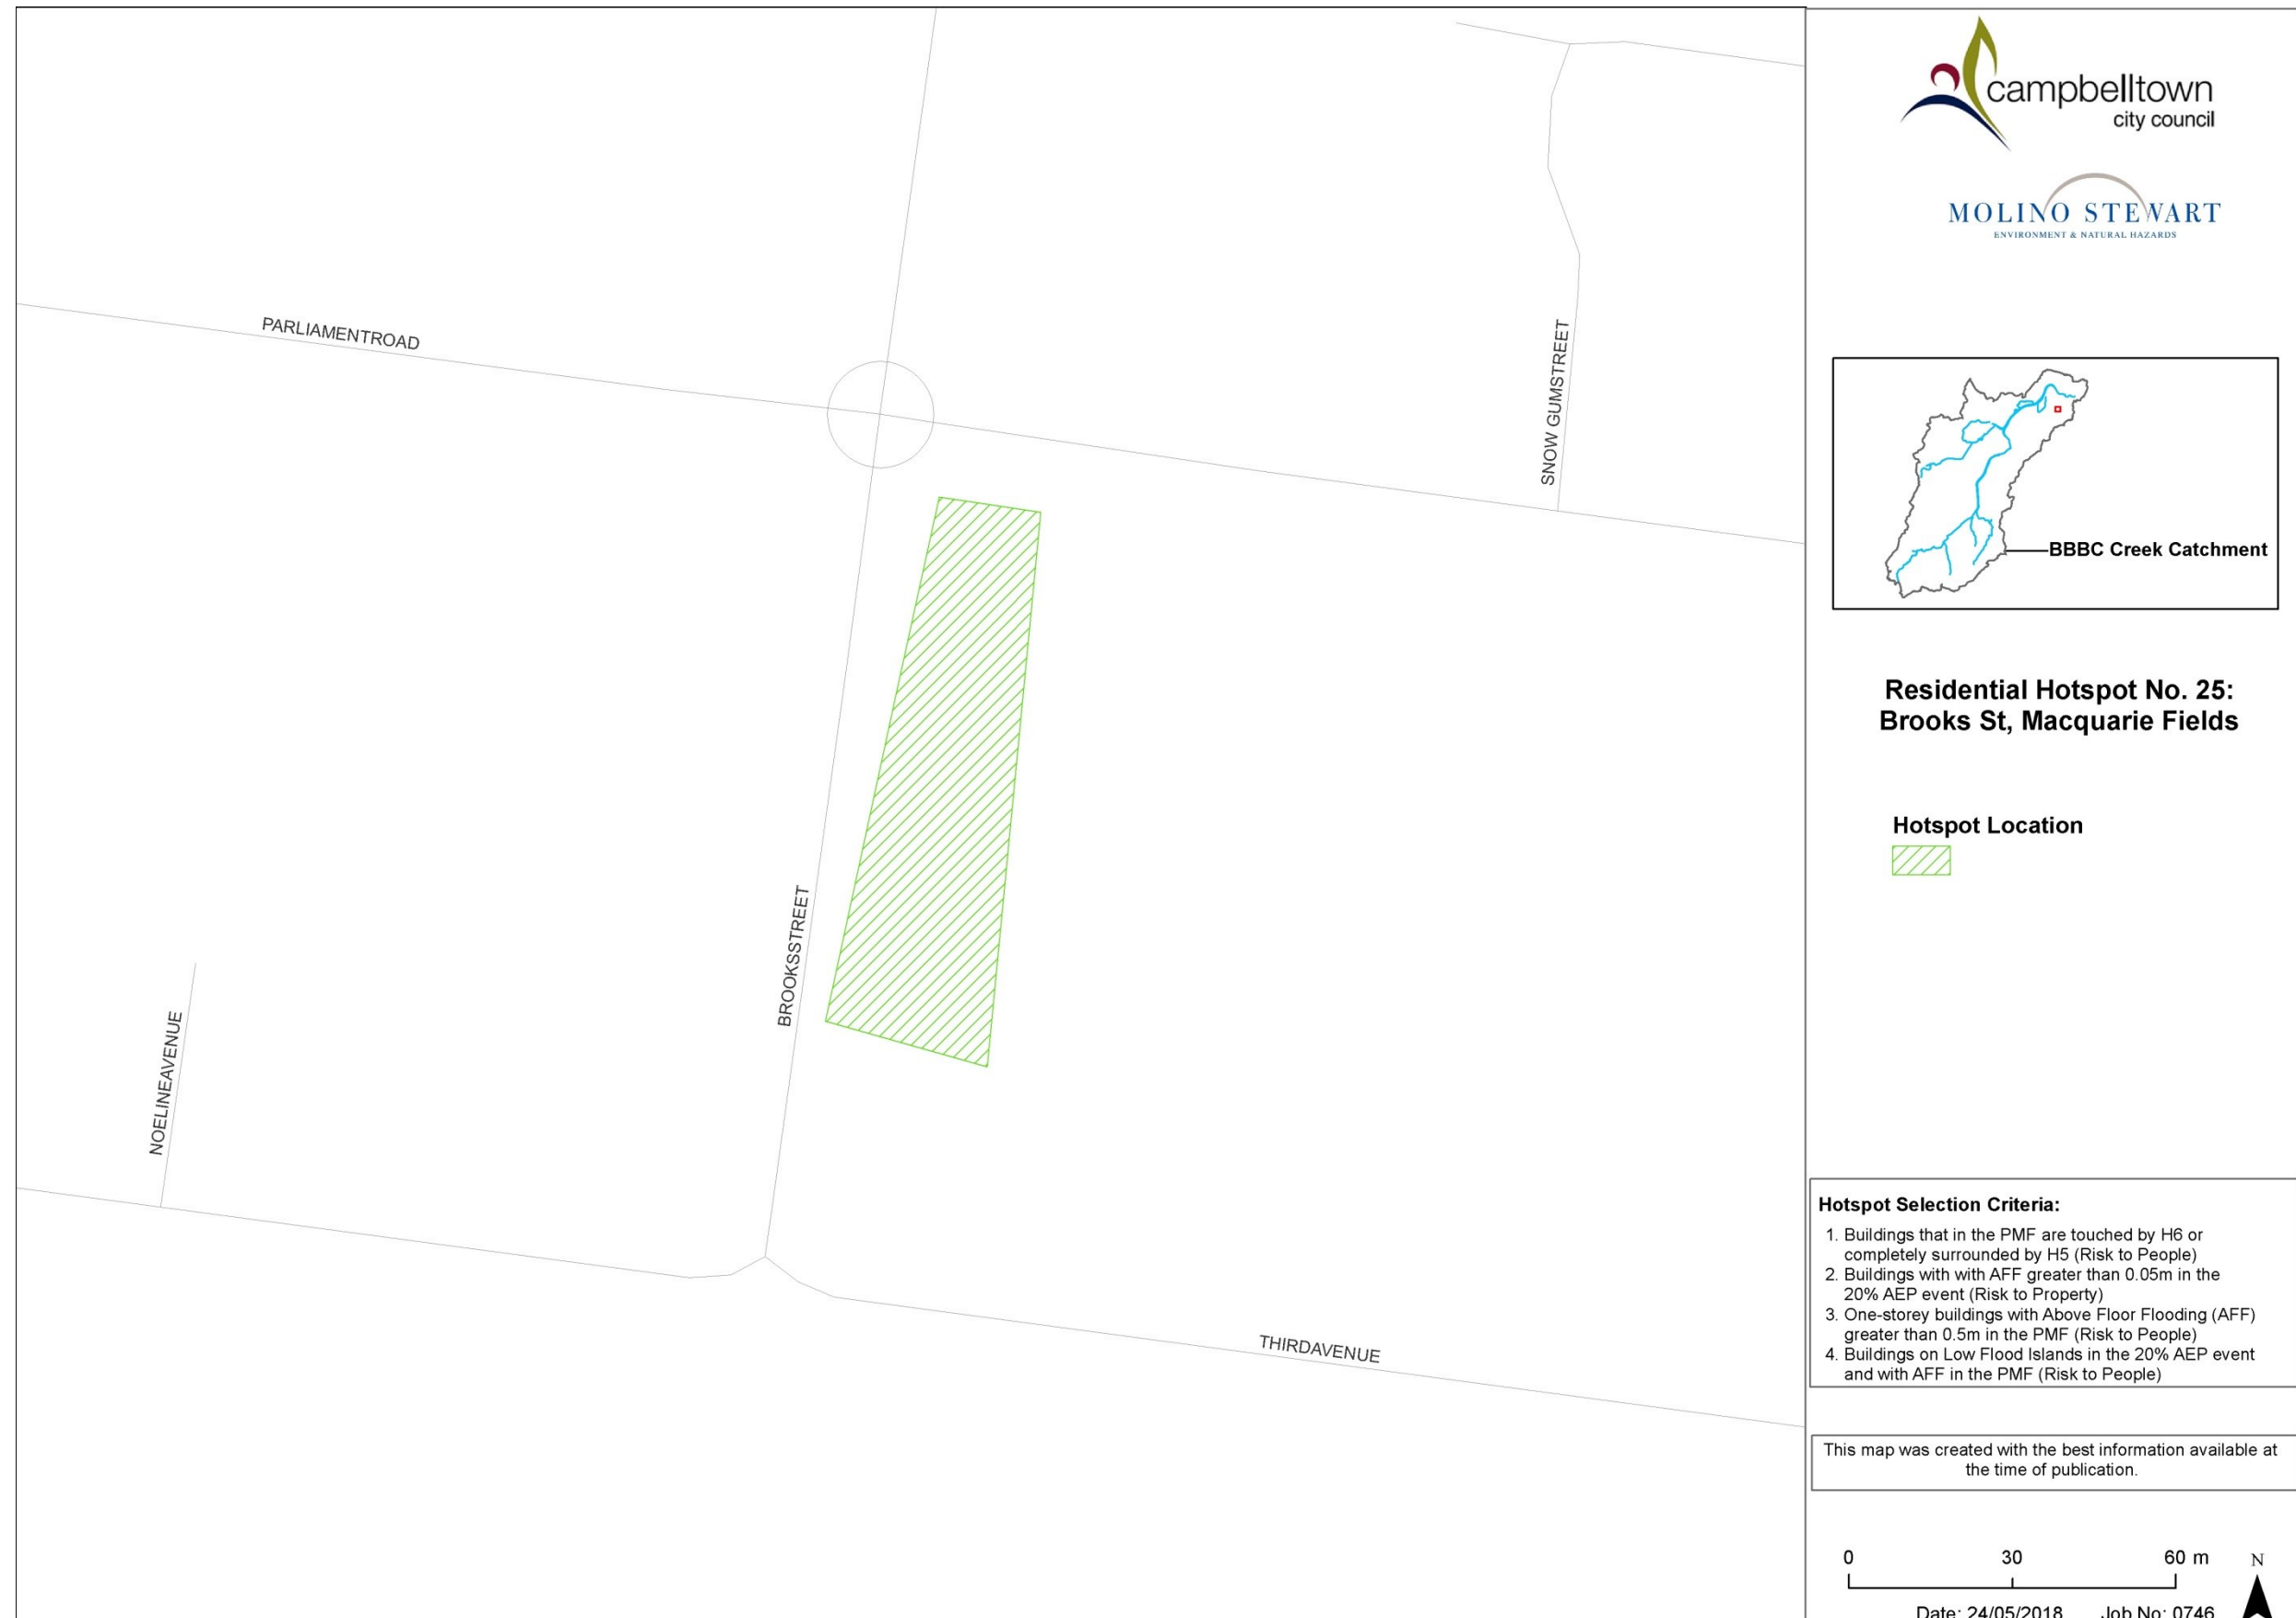 campbelltown
city council
MOLINO STEWART
ENVIRONMENT & NATURAL HAZARDS
PARLIAMENTROAD
SNOW GUMSTREET
BROOKSSTREET
NOELINEAVENUE
THIRDAVENUE
BBBC Creek Catchment
Residential Hotspot No. 25:
Brooks St, Macquarie Fields
Hotspot Location
Hotspot Selection Criteria:
1. Buildings that in the PMF are touched by H6 or
completely surrounded by H5 (Risk to People)
2. Buildings with with AFF greater than 0.05m in the
20% AEP event (Risk to Property)
3. One-storey buildings with Above Floor Flooding (AFF)
greater than 0.5m in the PMF (Risk to People)
4. Buildings on Low Flood Islands in the 20% AEP event
and with AFF in the PMF (Risk to People)
This map was created with the best information available at
the time of publication.
0 30 60 m N
Date: 24/05/2018 Job No: 0746